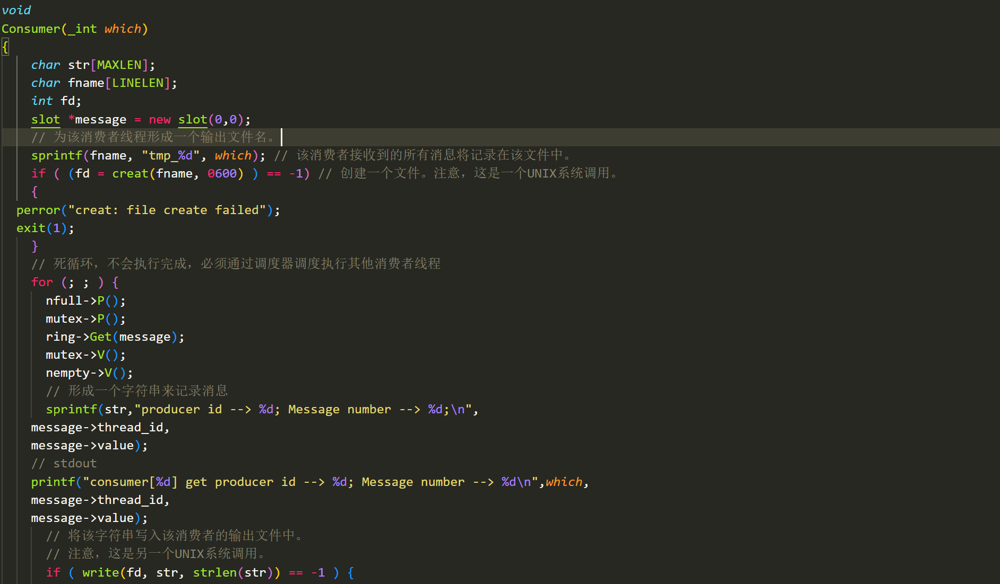 void
Consumer(_int which)
{
    char str[MAXLEN];
    char fname[LINELEN];
    int fd;
    slot *message = new slot(0,0);
    // 为该消费者线程形成一个输出文件名。
    sprintf(fname, "tmp_%d", which); // 该消费者接收到的所有消息将记录在该文件中。
    if ( (fd = creat(fname, 0600) ) == -1) // 创建一个文件。注意，这是一个UNIX系统调用。
    {
  perror("creat: file create failed");
  exit(1);
    }
    // 死循环，不会执行完成，必须通过调度器调度执行其他消费者线程
    for (; ; ) {
      nfull->P();
      mutex->P();
      ring->Get(message);
      mutex->V();
      nempty->V();
      // 形成一个字符串来记录消息
      sprintf(str,"producer id --> %d; Message number --> %d;\n",
    message->thread_id,
    message->value);
    // stdout
    printf("consumer[%d] get producer id --> %d; Message number --> %d\n",which,
    message->thread_id,
    message->value);
      // 将该字符串写入该消费者的输出文件中。
      // 注意，这是另一个UNIX系统调用。
      if ( write(fd, str, strlen(str)) == -1 ) {